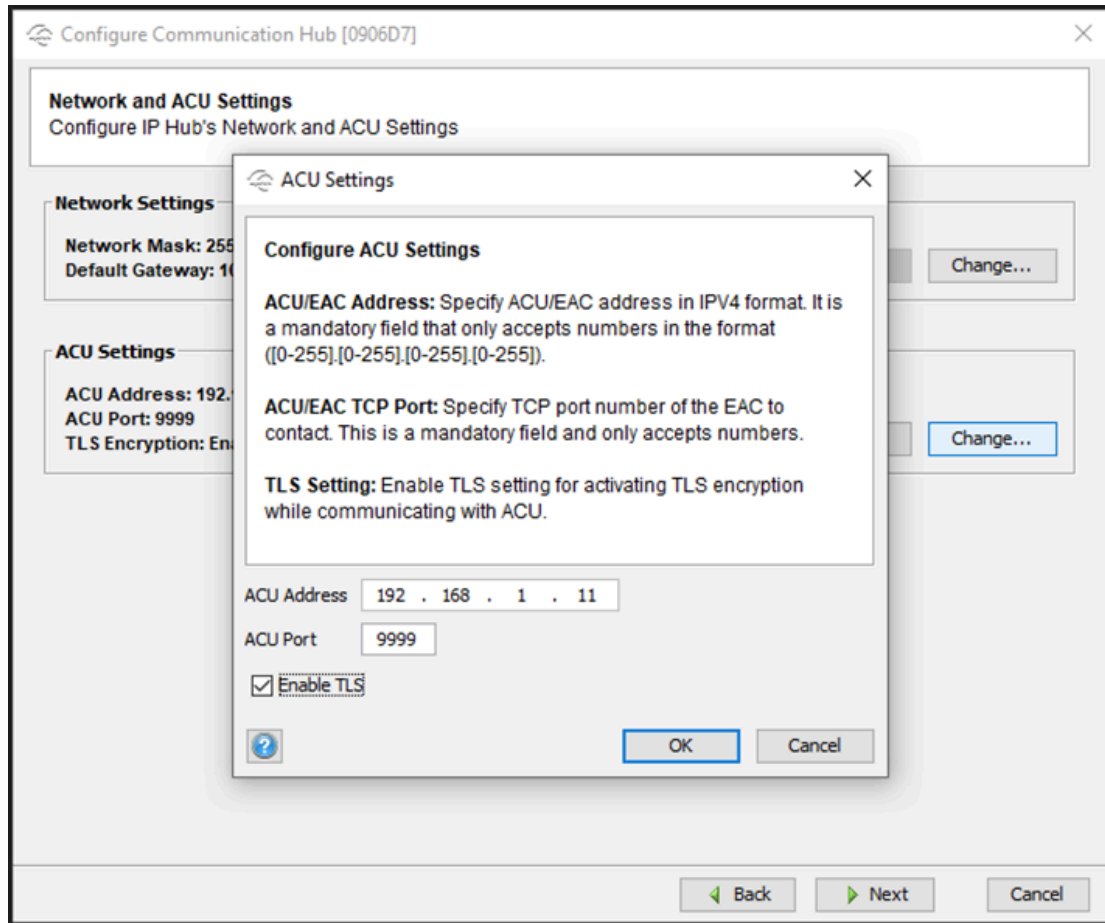 Configure Communication Hub [0906D7]
Network and ACU Settings
Configure IP Hub's Network and ACU Settings
Network Settings
Network Mask: 255
Default Gateway: 10
Change...
ACU Settings
ACU Address: 192.
ACU Port: 9999
TLS Encryption:
Change...
ACU Settings
Configure ACU Settings
ACU/EAC Address: Specify ACU/EAC address in IPV4 format. It is
a mandatory field that only accepts numbers in the format
([0-255].[0-255].[0-255].[0-255]).
ACU/EAC TCP Port: Specify TCP port number of the EAC to
contact. This is a mandatory field and only accepts numbers.
TLS Setting: Enable TLS setting for activating TLS encryption
while communicating with ACU.
ACU Address 192 . 168 . 1 . 11
ACU Port 9999
Enable TLS
?
OK
Cancel
Back
Next
Cancel